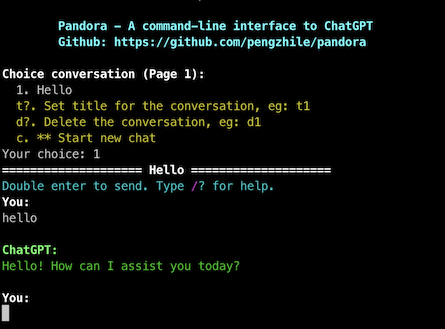 Pandora - A command-line interface to ChatGPT
Github: https://github.com/pengzhile/pandora
Choice conversation (Page 1):
1. Hello
t?. Set title for the conversation, eg: t1
d?. Delete the conversation, eg: d1
c. ** Start new chat
Your choice: 1
==================== Hello ====================
Double enter to send. Type /? for help.
You:
hello
ChatGPT:
Hello! How can I assist you today?
You: